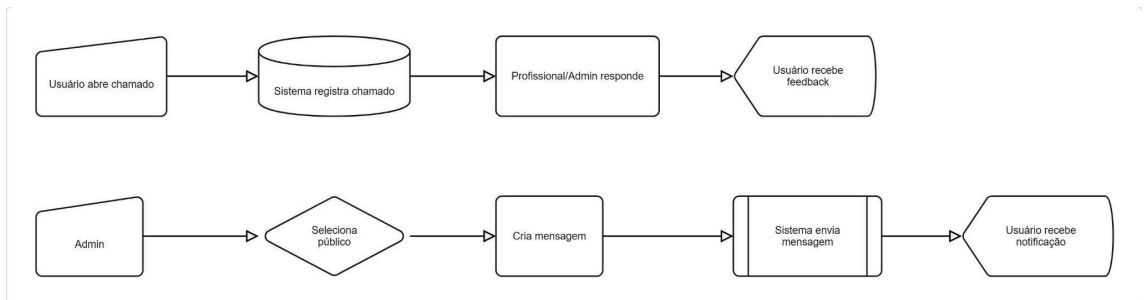 Usuário abre chamado
Sistema registra chamado
Profissional/Admin responde
Usuário recebe
feedback
Admin
Seleciona
público
Cria mensagem
Sistema envia
mensagem
Usuário recebe
notificação